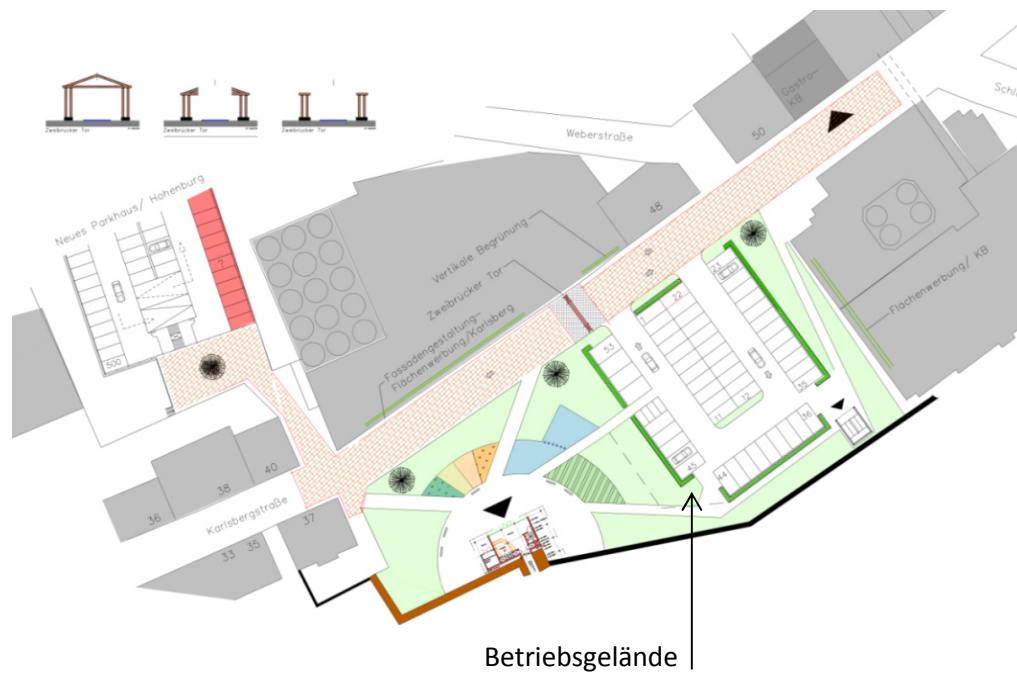 Zweibrücker Tor
Zweibrücker Tor
Zweibrücker Tor
Gastro-
KB
50
Schl
Weberstraße
Neues Parkhaus/ Hohenburg
?
500
48
Vertikale Begrünung
Zweibrücker Tor
Fassadengestaltung-
Flächenwerbung/Karlsberg
Flächenwerbung/ KB
23
22
53
35
11
12
36
45
44
40
38
36
Karlsbergstraße
37
35
33
Betriebsgelände